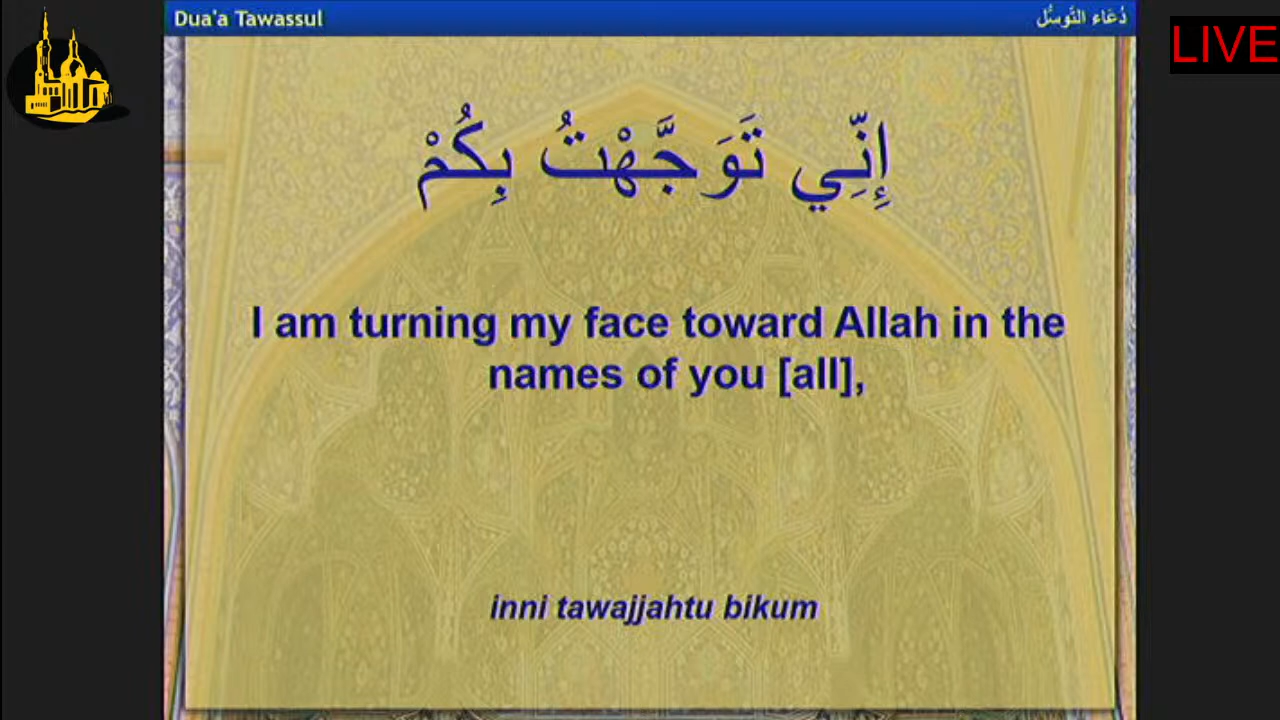 Dua'a Tawassul
دُعَاء التَّوسُّل
LIVE
إِنِّي تَوَجَّهْتُ بِكُمْ
I am turning my face toward Allah in the
names of you [all],
inni tawajjahtu bikum